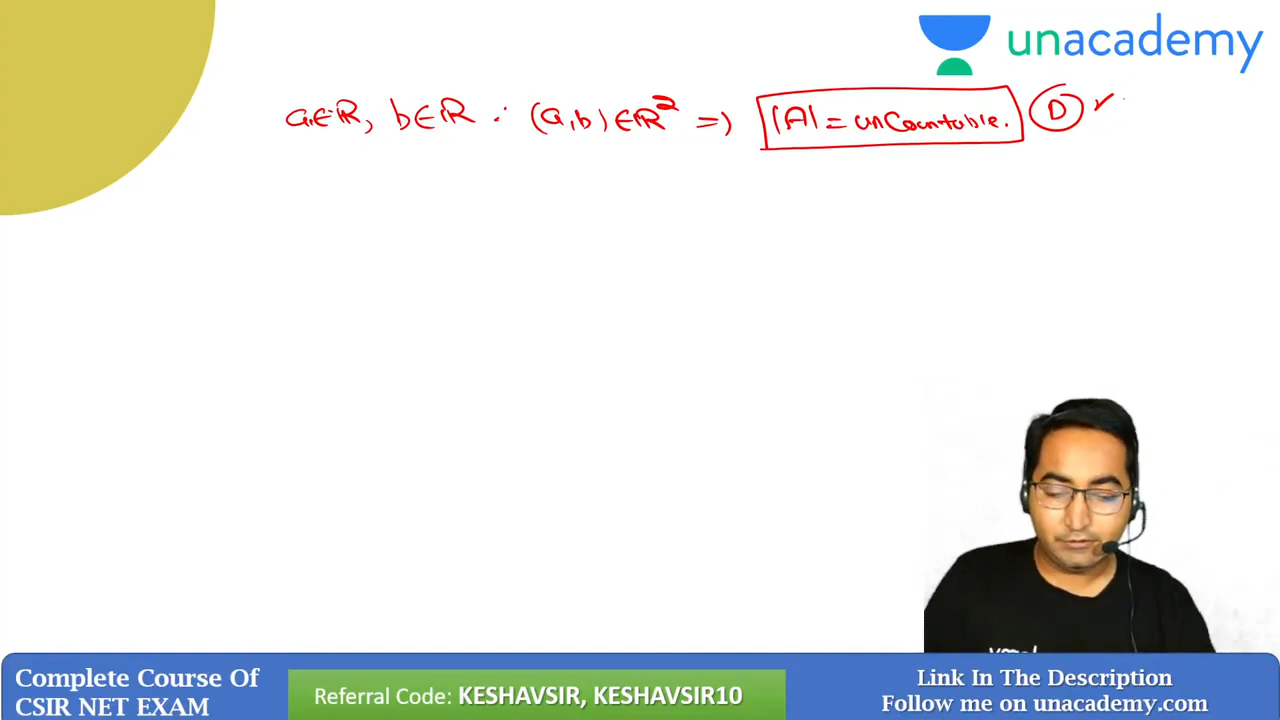 unacademy
a∈ℝ, b∈ℝ ∴ (a,b)∈ℝ² ⇒ |A| = unCountable. D ✓
Complete Course Of
CSIR NET EXAM
Referral Code: KESHAVSIR, KESHAVSIR10
Link In The Description
Follow me on unacademy.com